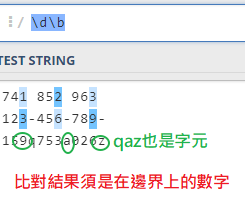 / \d\b
TEST STRING
741 852 963
123-456-789-
159q753a026z qaz也是字元
比對結果須是在邊界上的數字